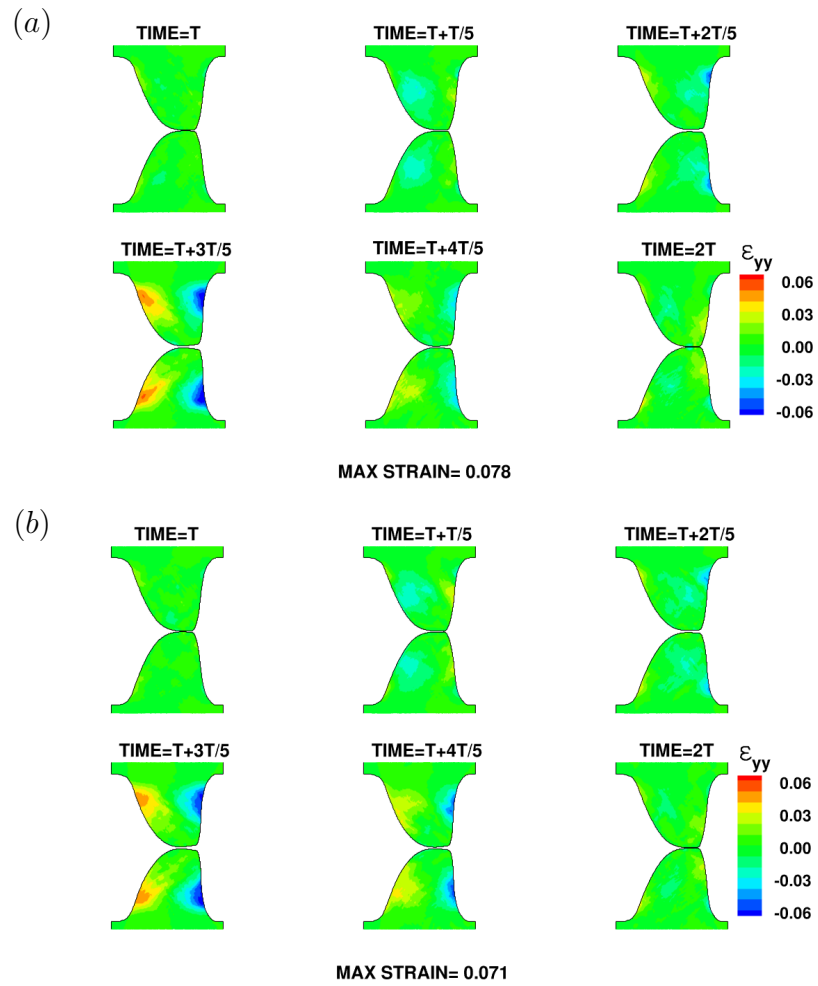 (a)
TIME=T TIME=T+T/5 TIME=T+2T/5
TIME=T+3T/5 TIME=T+4T/5 TIME=2T
ε_yy
0.06
0.03
0.00
-0.03
-0.06
MAX STRAIN= 0.078
(b)
TIME=T TIME=T+T/5 TIME=T+2T/5
TIME=T+3T/5 TIME=T+4T/5 TIME=2T
ε_yy
0.06
0.03
0.00
-0.03
-0.06
MAX STRAIN= 0.071